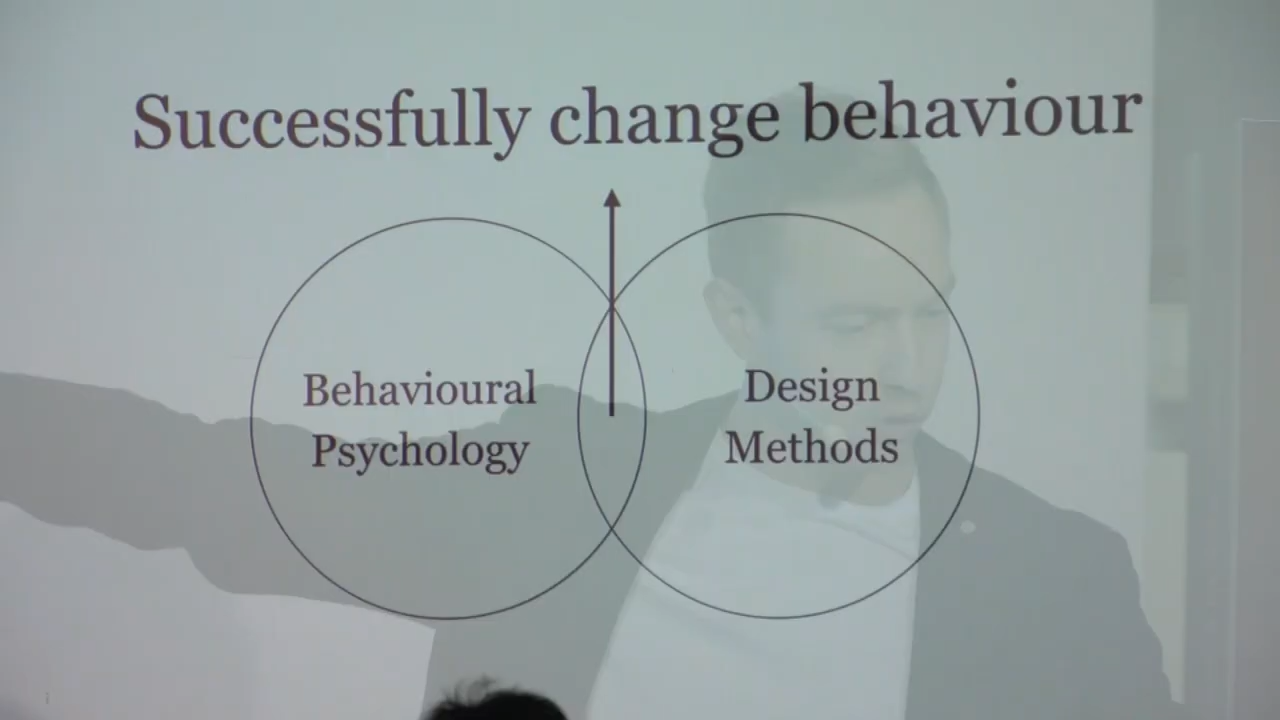 Successfully change behaviour
Behavioural
Psychology
Design
Methods